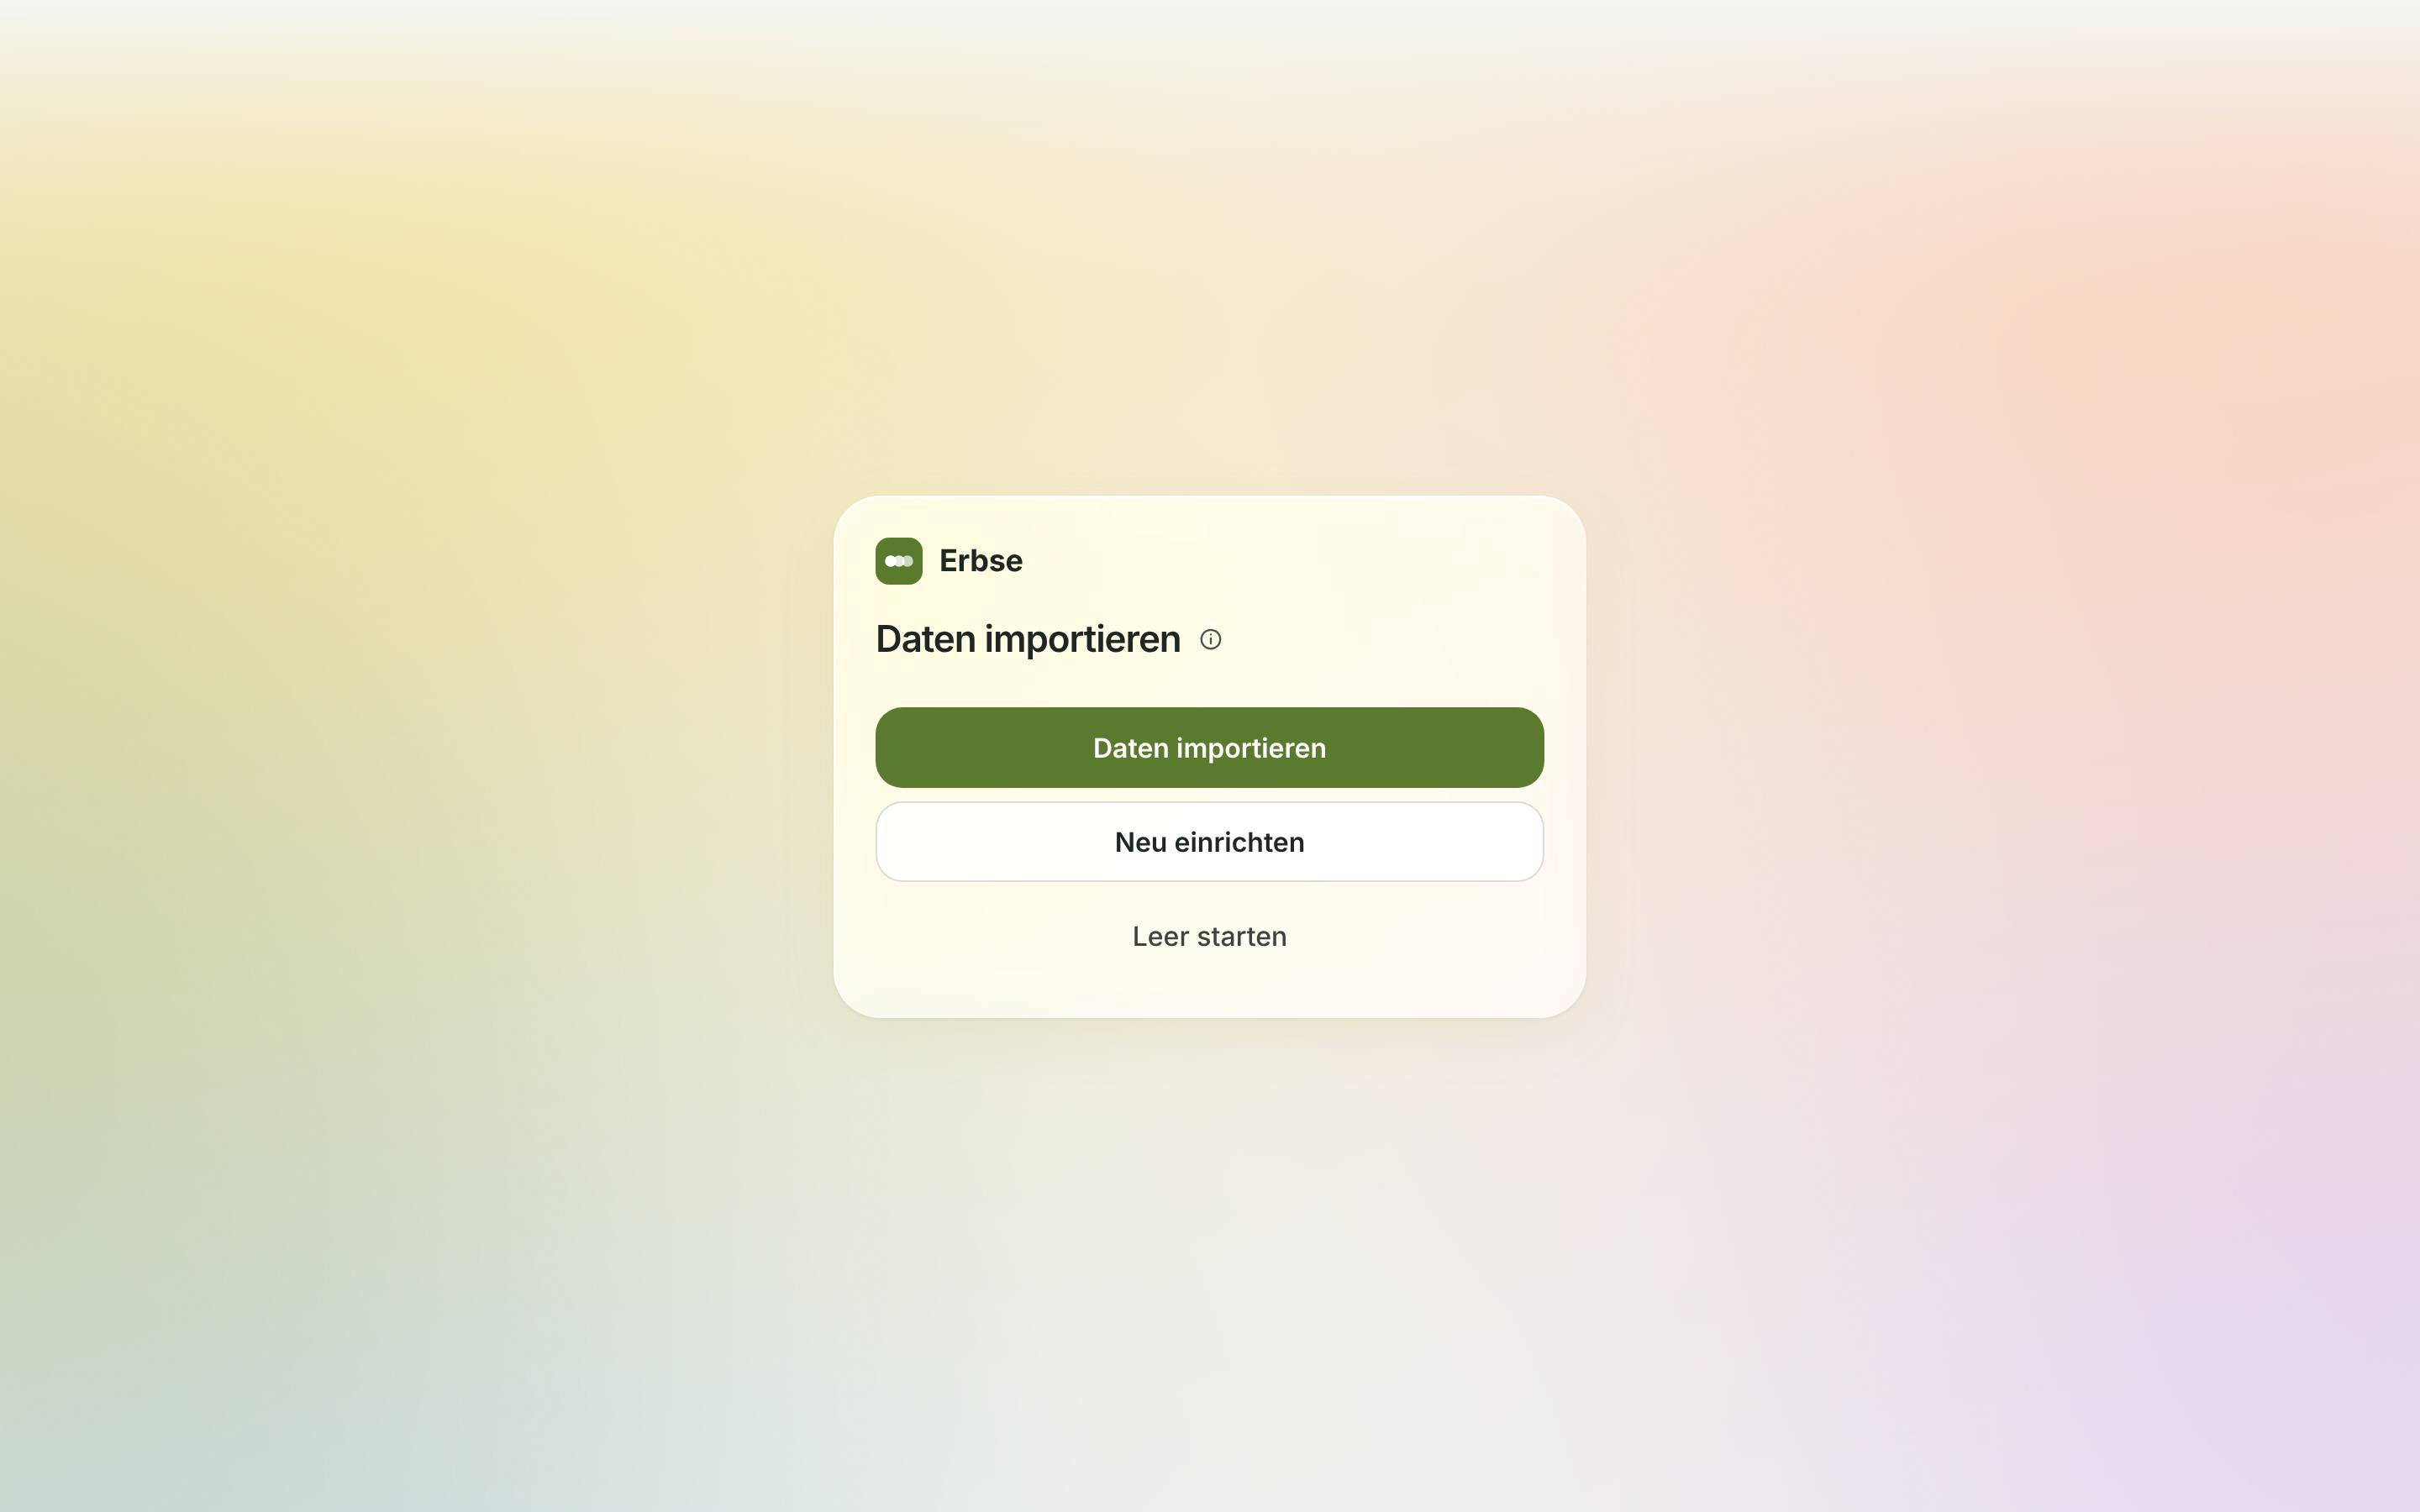 Erbse
Daten importieren
Daten importieren
Neu einrichten
Leer starten